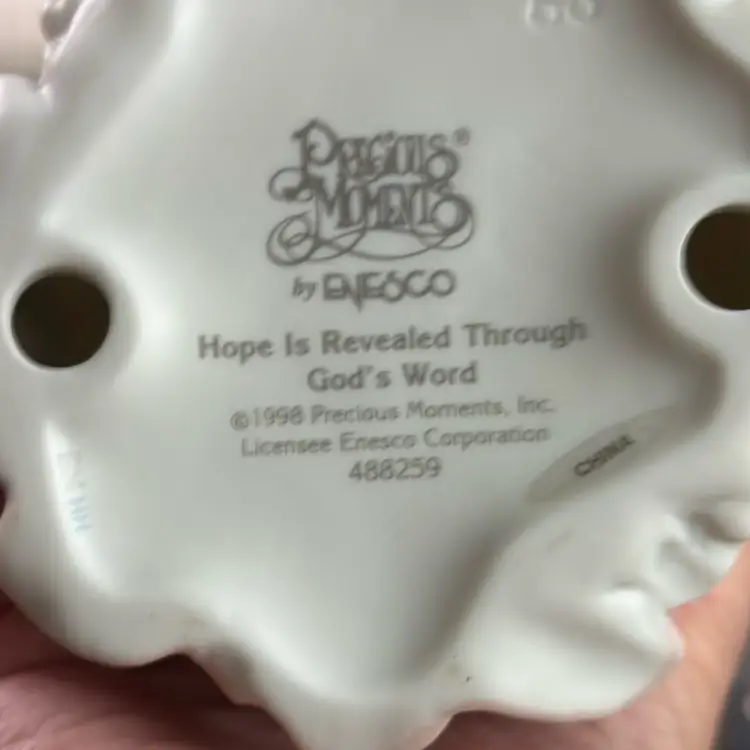 PRECIOUS®
MOMENTS
by ENESCO
Hope Is Revealed Through
God's Word
©1998 Precious Moments, Inc.
Licensee Enesco Corporation
488259
CHINA